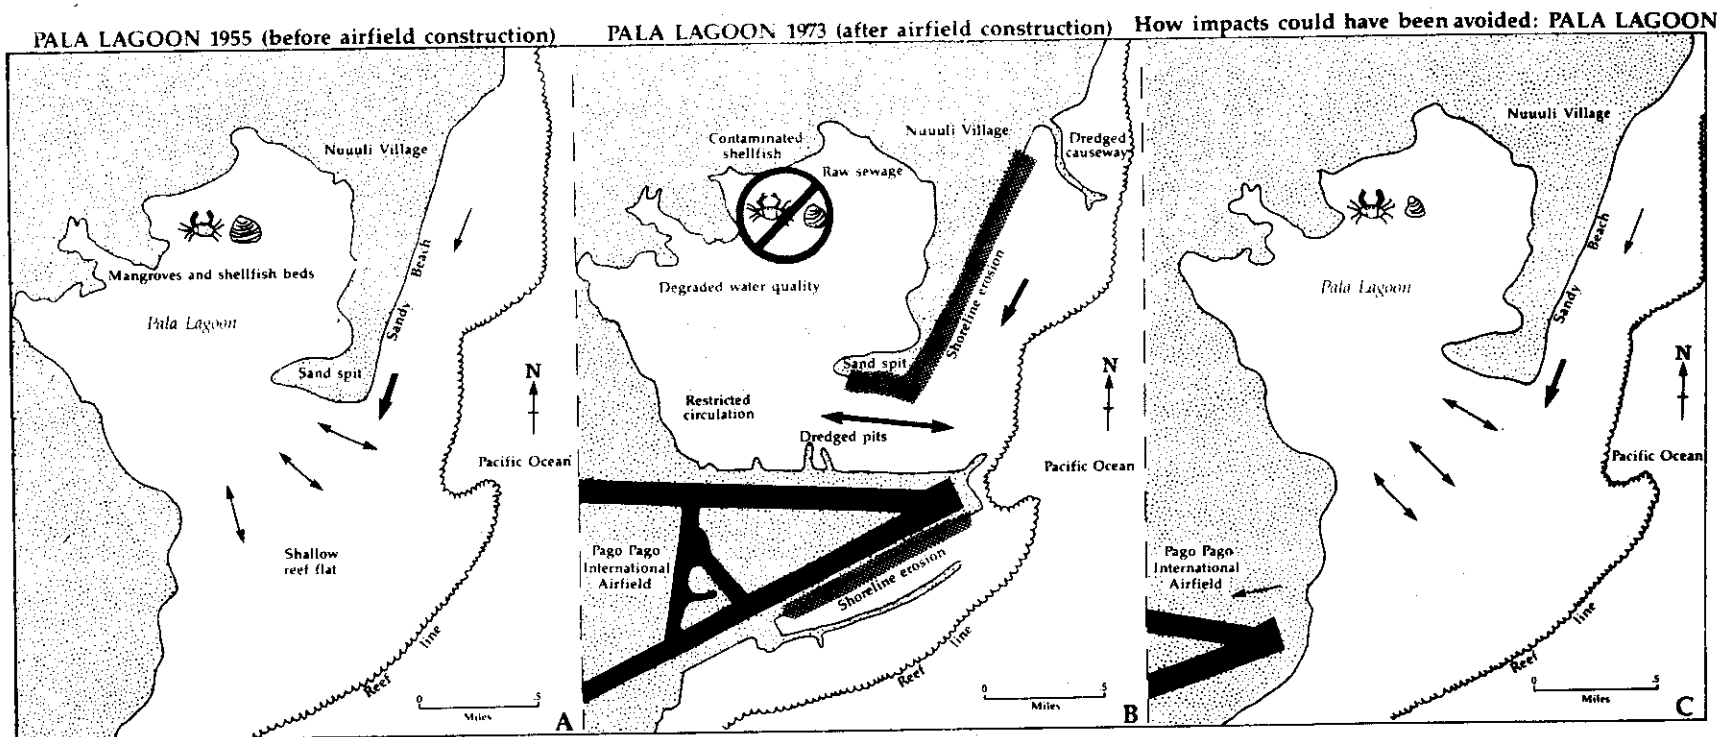 PALA LAGOON 1955 (before airfield construction)
Nuuuli Village
Mangroves and shellfish beds
Pala Lagoon
Sandy Beach
Sand spit
N
Pacific Ocean
Shallow
reef flat
Reef line
0 .5
Miles
A
PALA LAGOON 1973 (after airfield construction)
Contaminated
shellfish
Nuuuli Village
Dredged
causeway
Raw sewage
Degraded water quality
Shoreline erosion
Sand spit
N
Restricted
circulation
Dredged pits
Pacific Ocean
Pago Pago
International
Airfield
Shoreline erosion
Reef line
0 .5
Miles
B
How impacts could have been avoided: PALA LAGOON
Nuuuli Village
Sandy Beach
Pala Lagoon
N
Pacific Ocean
Pago Pago
International
Airfield
Reef line
0 .5
Miles
C